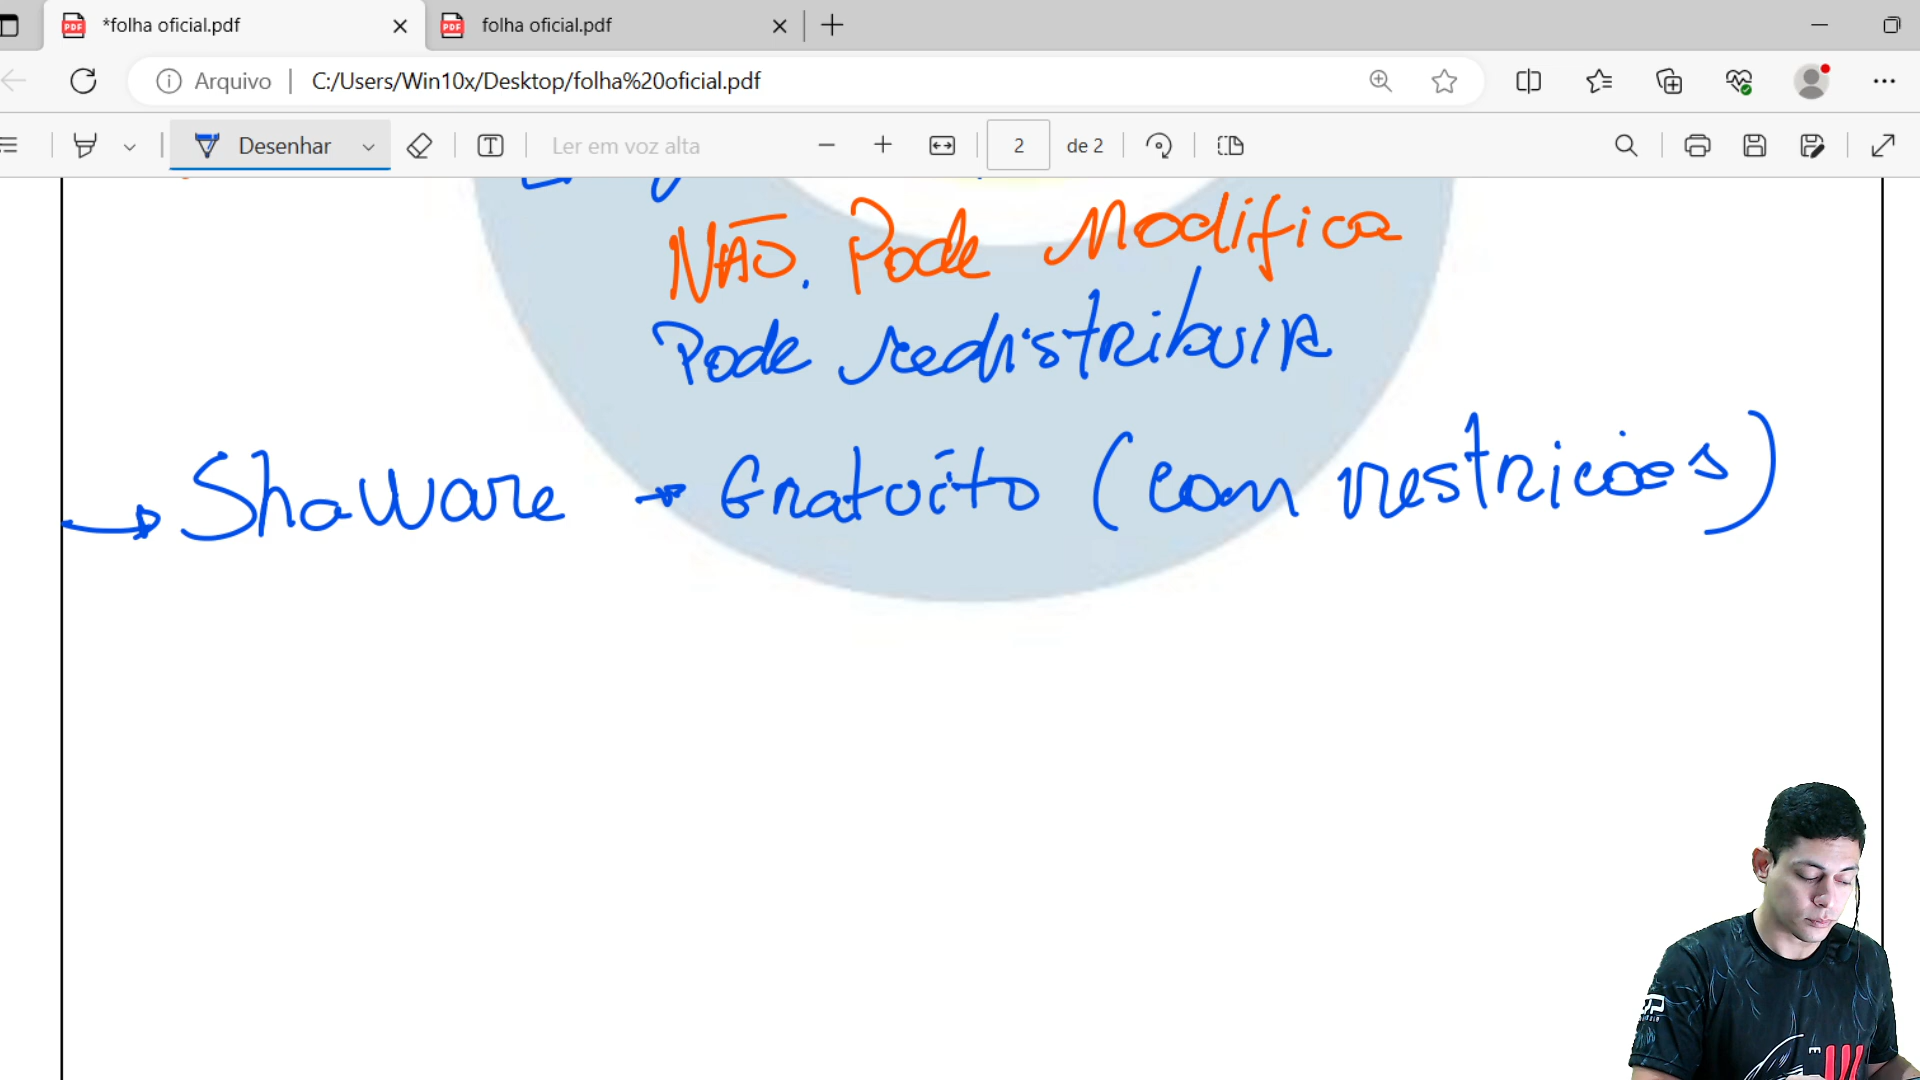 *folha oficial.pdf
folha oficial.pdf
Arquivo
C:/Users/Win10x/Desktop/folha%20oficial.pdf
Desenhar
Ler em voz alta
2
de 2
NÃO. Pode Modifica
Pode redistribuir
ShaWare → Gratuito (com restricoes)